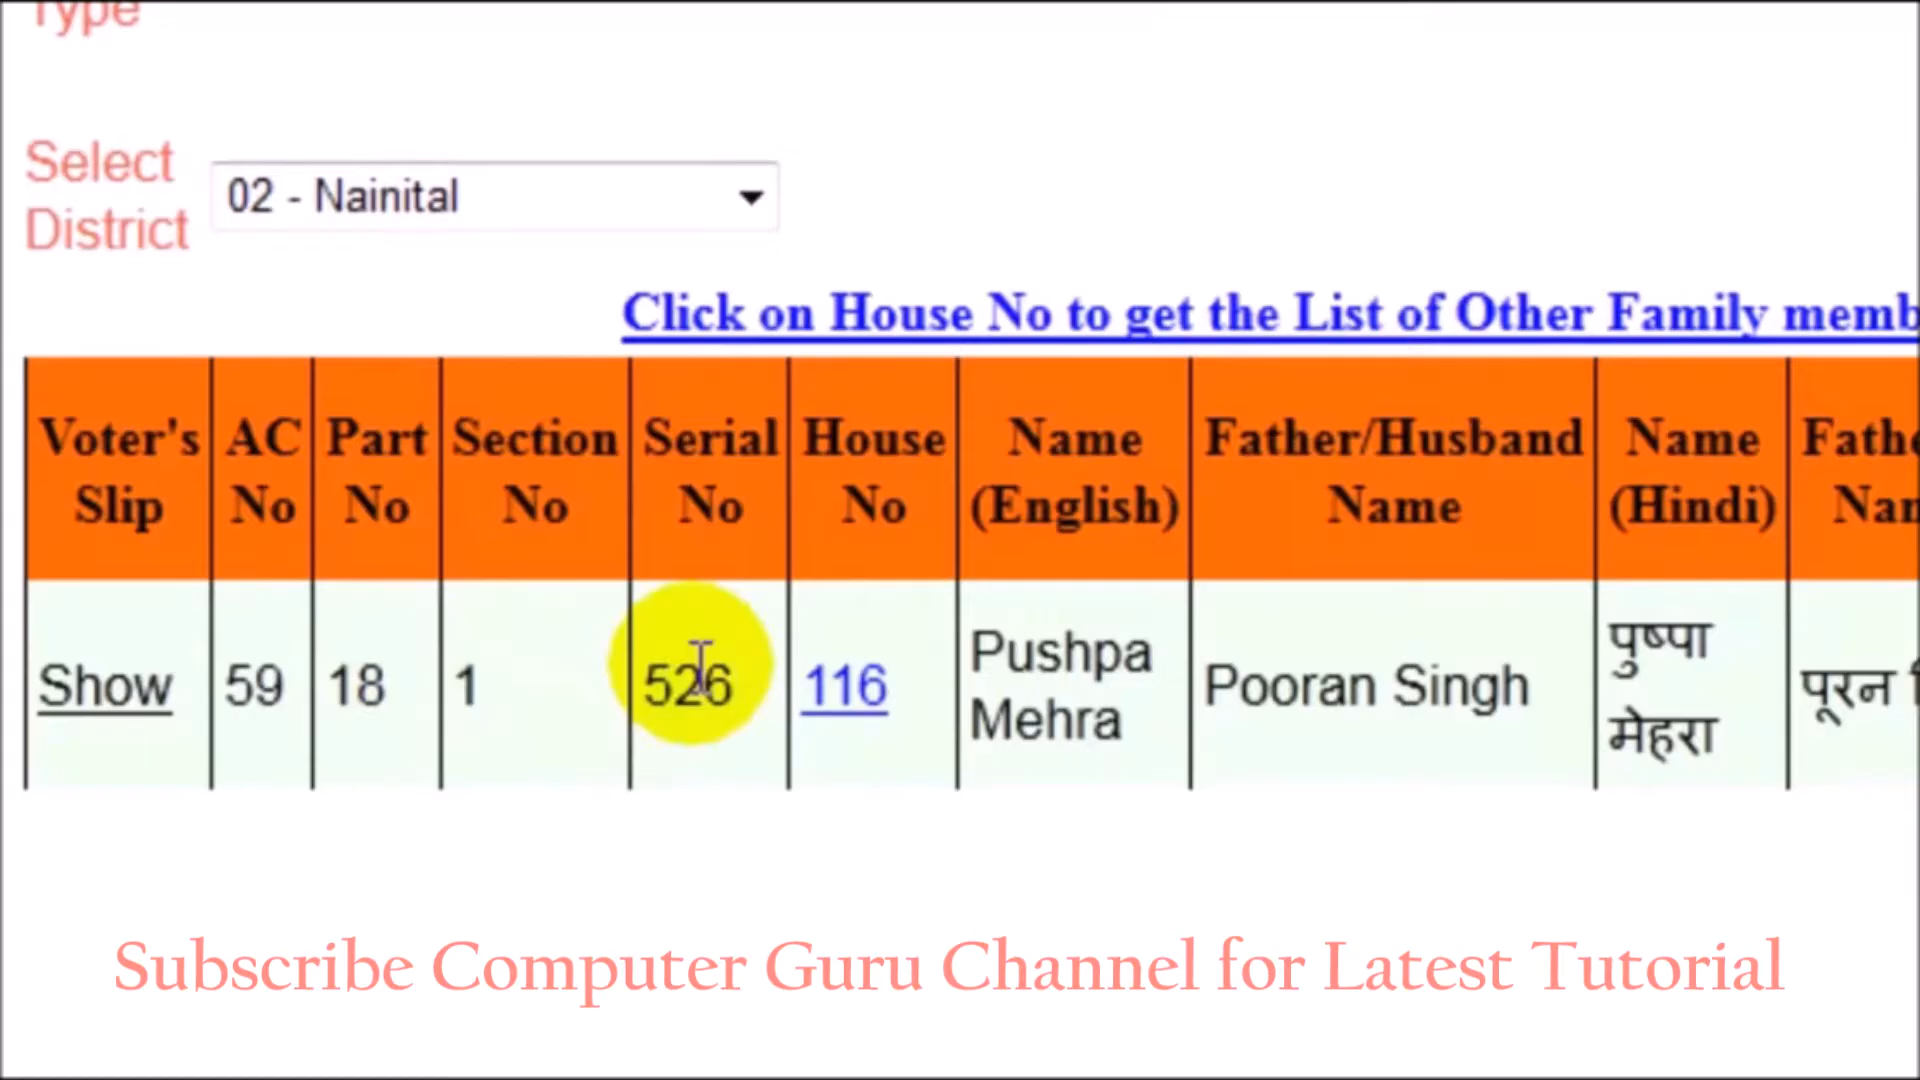 Type
Select
District
02 - Nainital
Click on House No to get the List of Other Family memb
Voter's Slip AC No Part No Section No Serial No House No Name (English) Father/Husband Name Name (Hindi)
Show 59 18 1 526 116 Pushpa Mehra Pooran Singh पुष्पा मेहरा पूरन
Subscribe Computer Guru Channel for Latest Tutorial